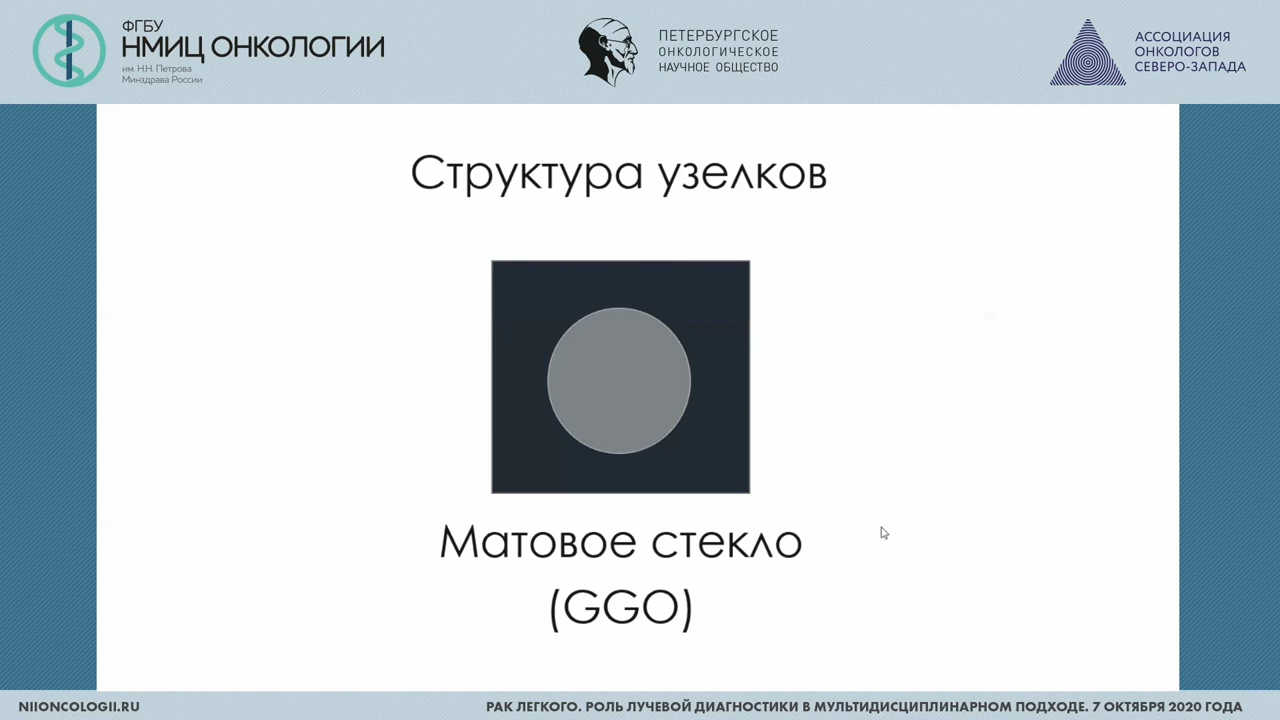 ФГБУ
НМИЦ ОНКОЛОГИИ
им. Н.Н. Петрова
Минздрава России
ПЕТЕРБУРГСКОЕ
ОНКОЛОГИЧЕСКОЕ
НАУЧНОЕ ОБЩЕСТВО
АССОЦИАЦИЯ
ОНКОЛОГОВ
СЕВЕРО-ЗАПАДА
Структура узелков
Матовое стекло
(GGO)
NIIONCOLOGII.RU
РАК ЛЕГКОГО. РОЛЬ ЛУЧЕВОЙ ДИАГНОСТИКИ В МУЛЬТИДИСЦИПЛИНАРНОМ ПОДХОДЕ. 7 ОКТЯБРЯ 2020 ГОДА